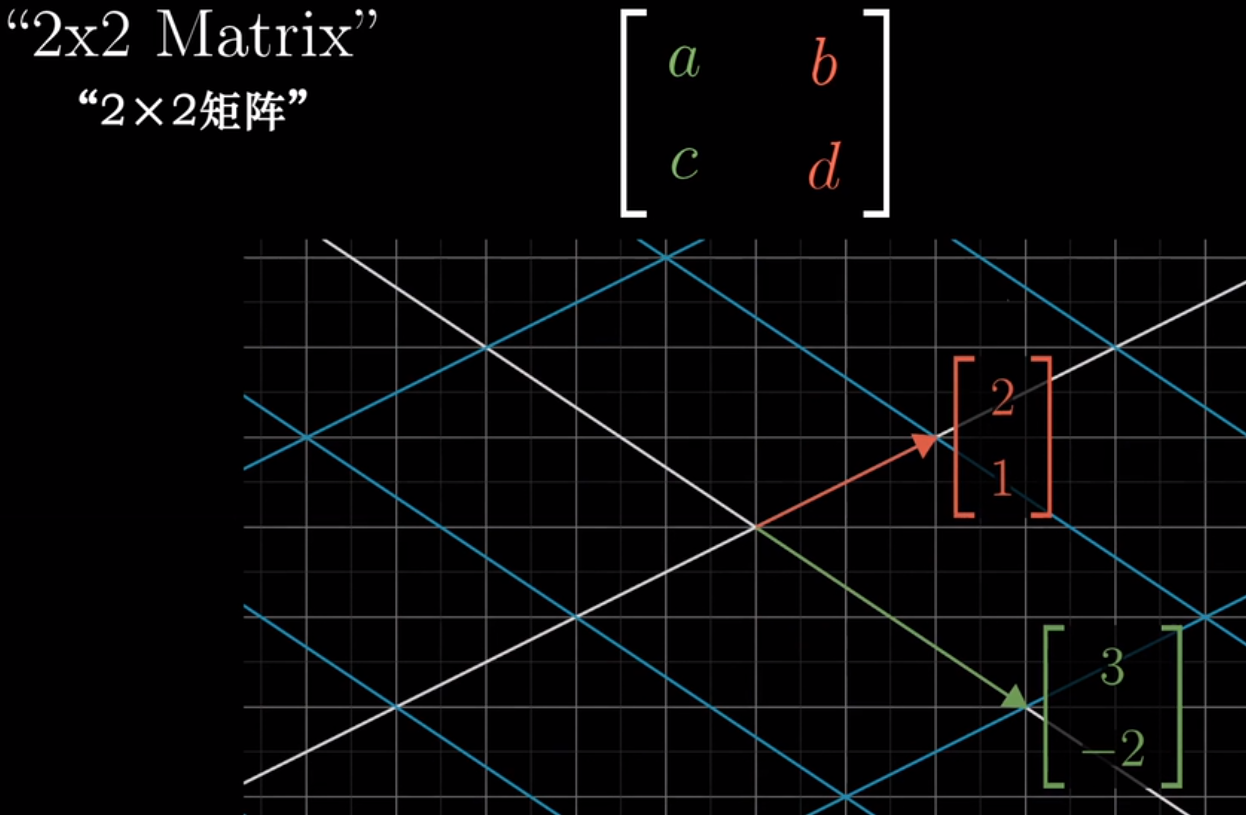 “2x2 Matrix”
“2×2矩阵”
a b
c d
2
1
3
−2